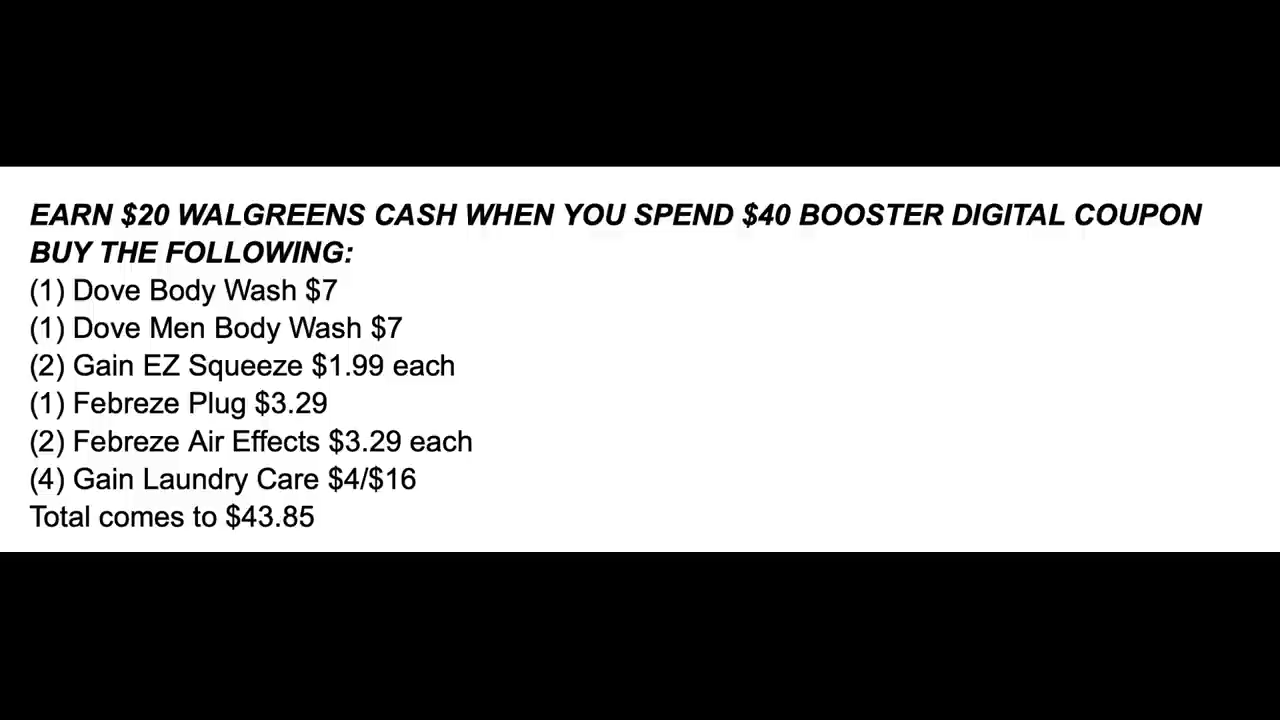 EARN $20 WALGREENS CASH WHEN YOU SPEND $40 BOOSTER DIGITAL COUPON
BUY THE FOLLOWING:
(1) Dove Body Wash $7
(1) Dove Men Body Wash $7
(2) Gain EZ Squeeze $1.99 each
(1) Febreze Plug $3.29
(2) Febreze Air Effects $3.29 each
(4) Gain Laundry Care $4/$16
Total comes to $43.85